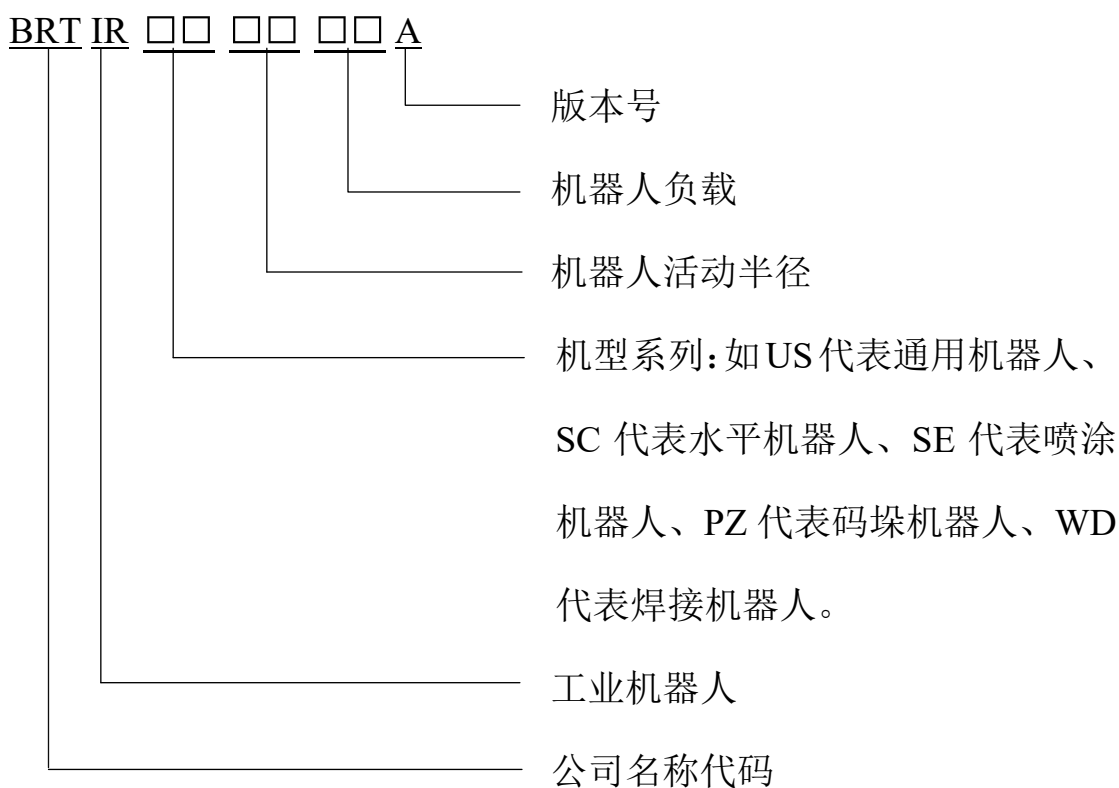 BRT IR □□ □□ □□ A
版本号
机器人负载
机器人活动半径
机型系列:如US代表通用机器人、
SC 代表水平机器人、SE 代表喷涂
机器人、PZ 代表码垛机器人、WD
代表焊接机器人。
工业机器人
公司名称代码